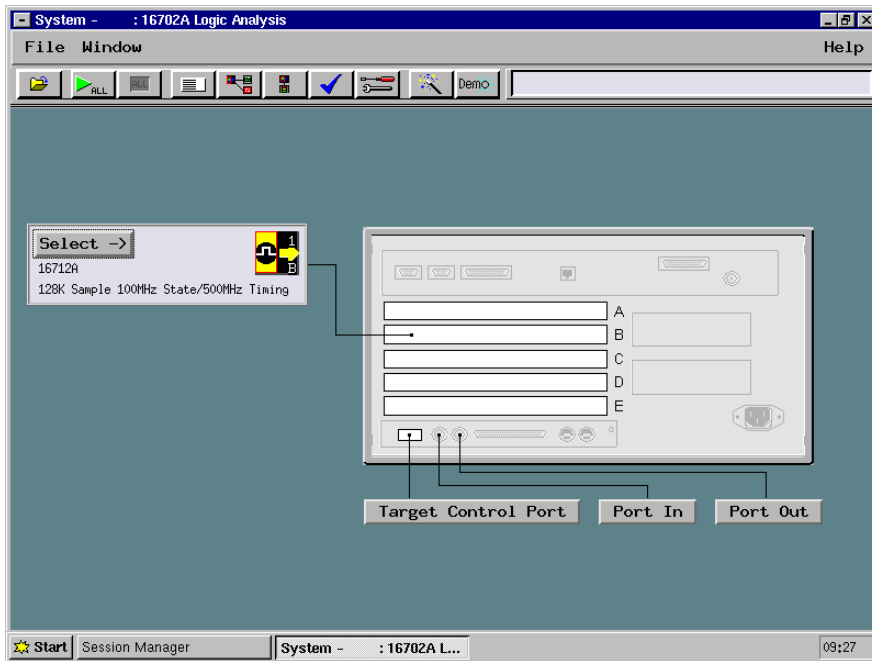 System - : 16702A Logic Analysis
File Window Help
ALL ALL Demo
Select ->
1
B
16712A
128K Sample 100MHz State/500MHz Timing
A
B
C
D
E
Target Control Port Port In Port Out
Start Session Manager System - : 16702A L... 09:27